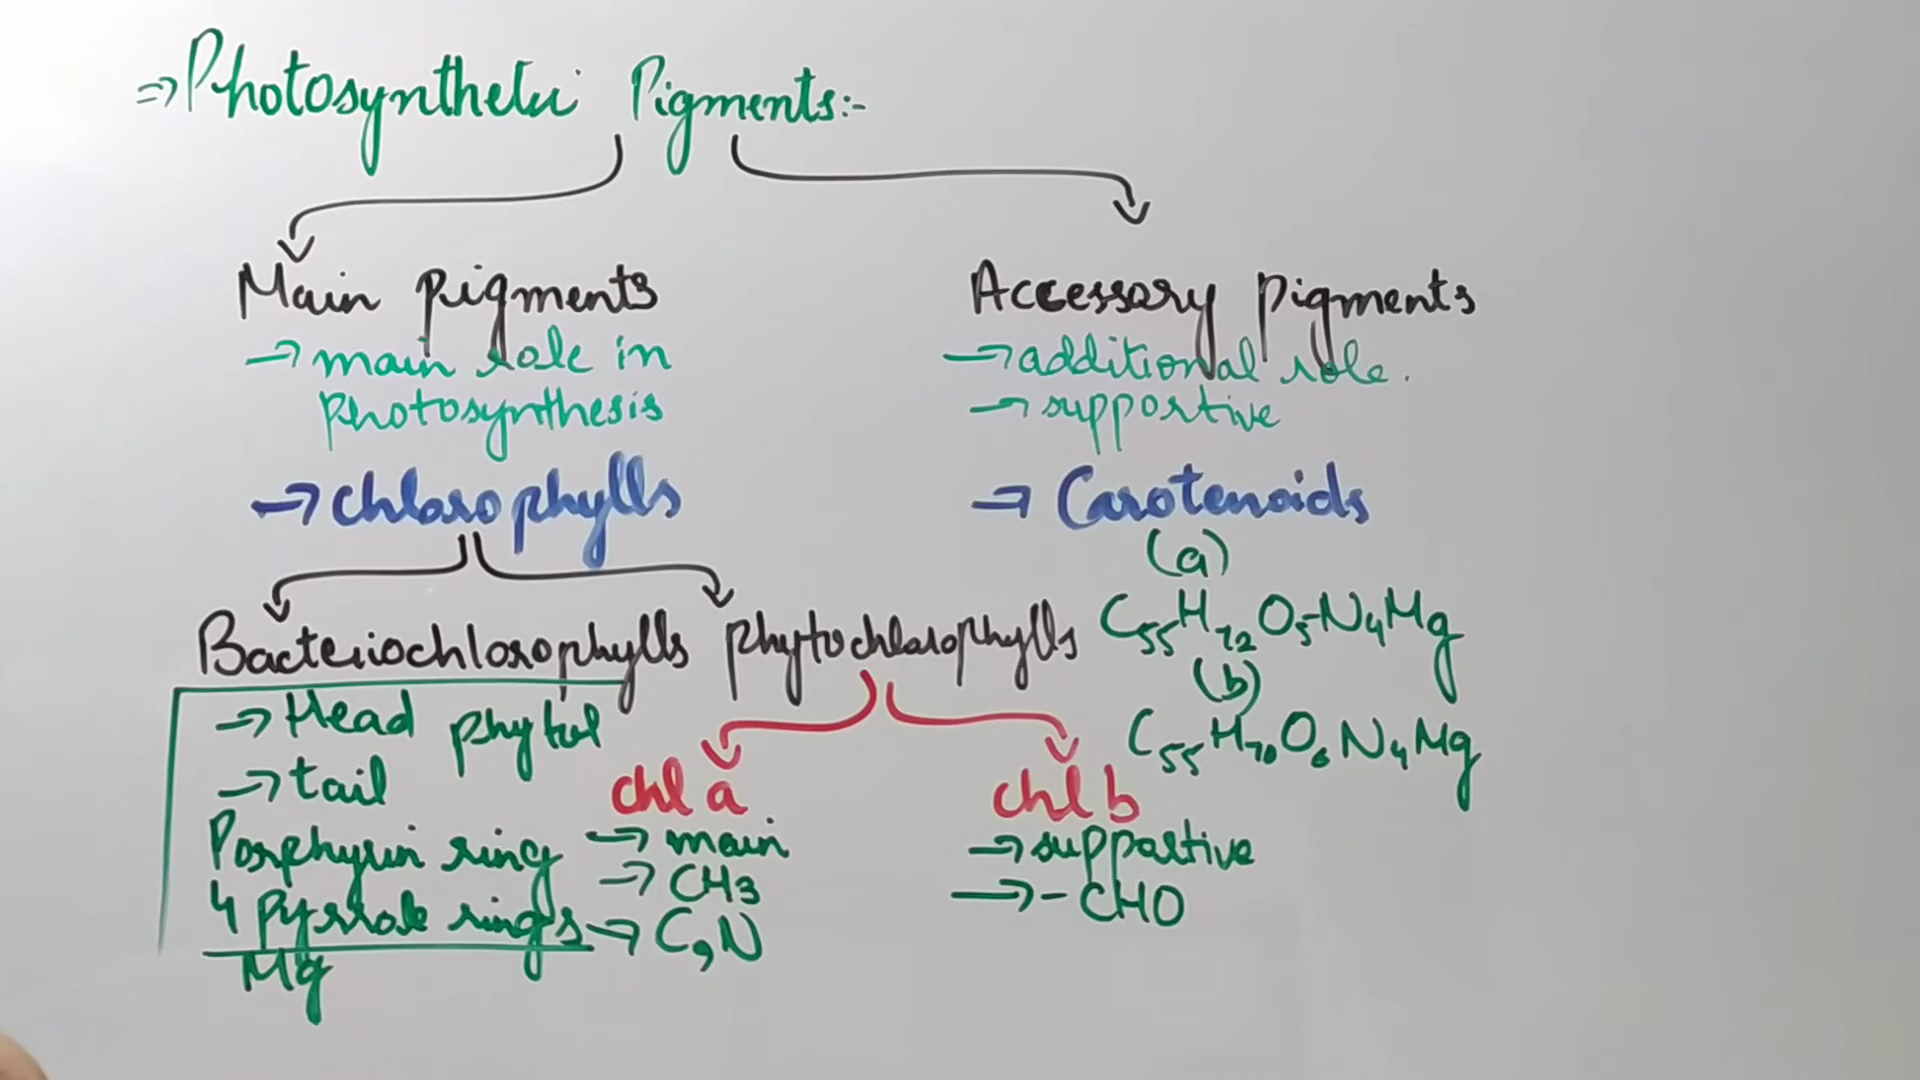 ⇒ Photosynthetic Pigments:-
Main pigments
→ main role in
photosynthesis
→ chlorophylls
Accessory pigments
→ additional role.
→ supportive
→ Carotenoids
Bacteriochlorophylls
phytochlorophylls
(a)
C₅₅H₇₂O₅N₄Mg
(b)
C₅₅H₇₀O₆N₄Mg
→ Head phytol
→ tail
Porphyrin ring
4 pyrrole rings → C, N
Mg
chl a
→ main
→ CH3
chl b
→ supportive
→ - CHO